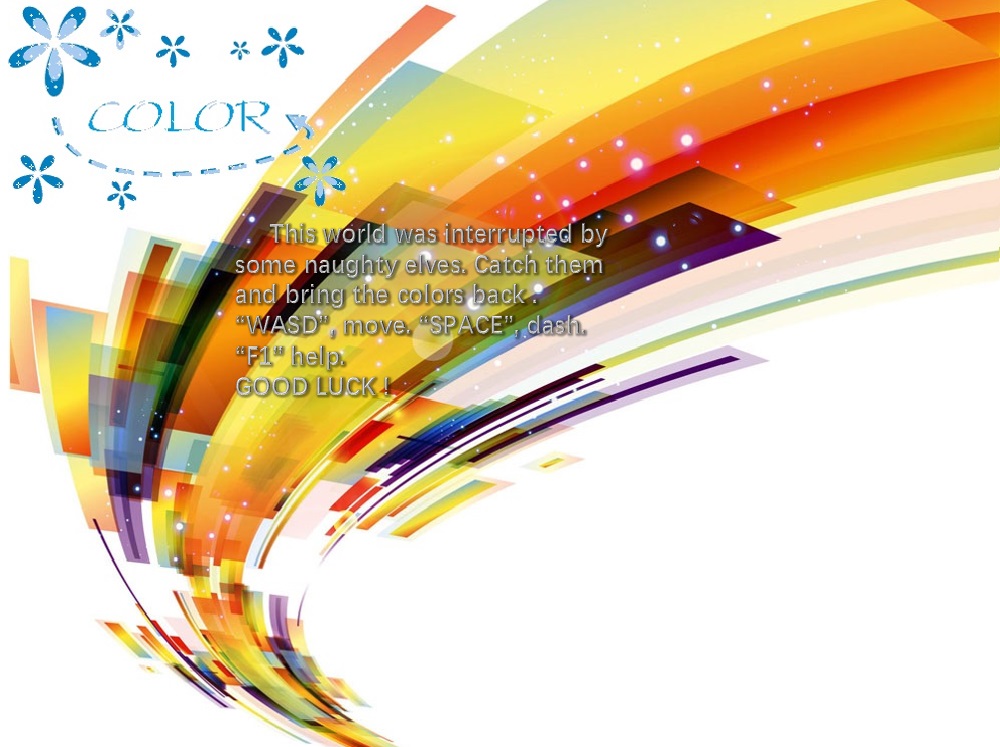 COLOR
This world was interrupted by
some naughty elves. Catch them
and bring the colors back .
“WASD”, move. “SPACE”, dash.
“F1” help.
GOOD LUCK !